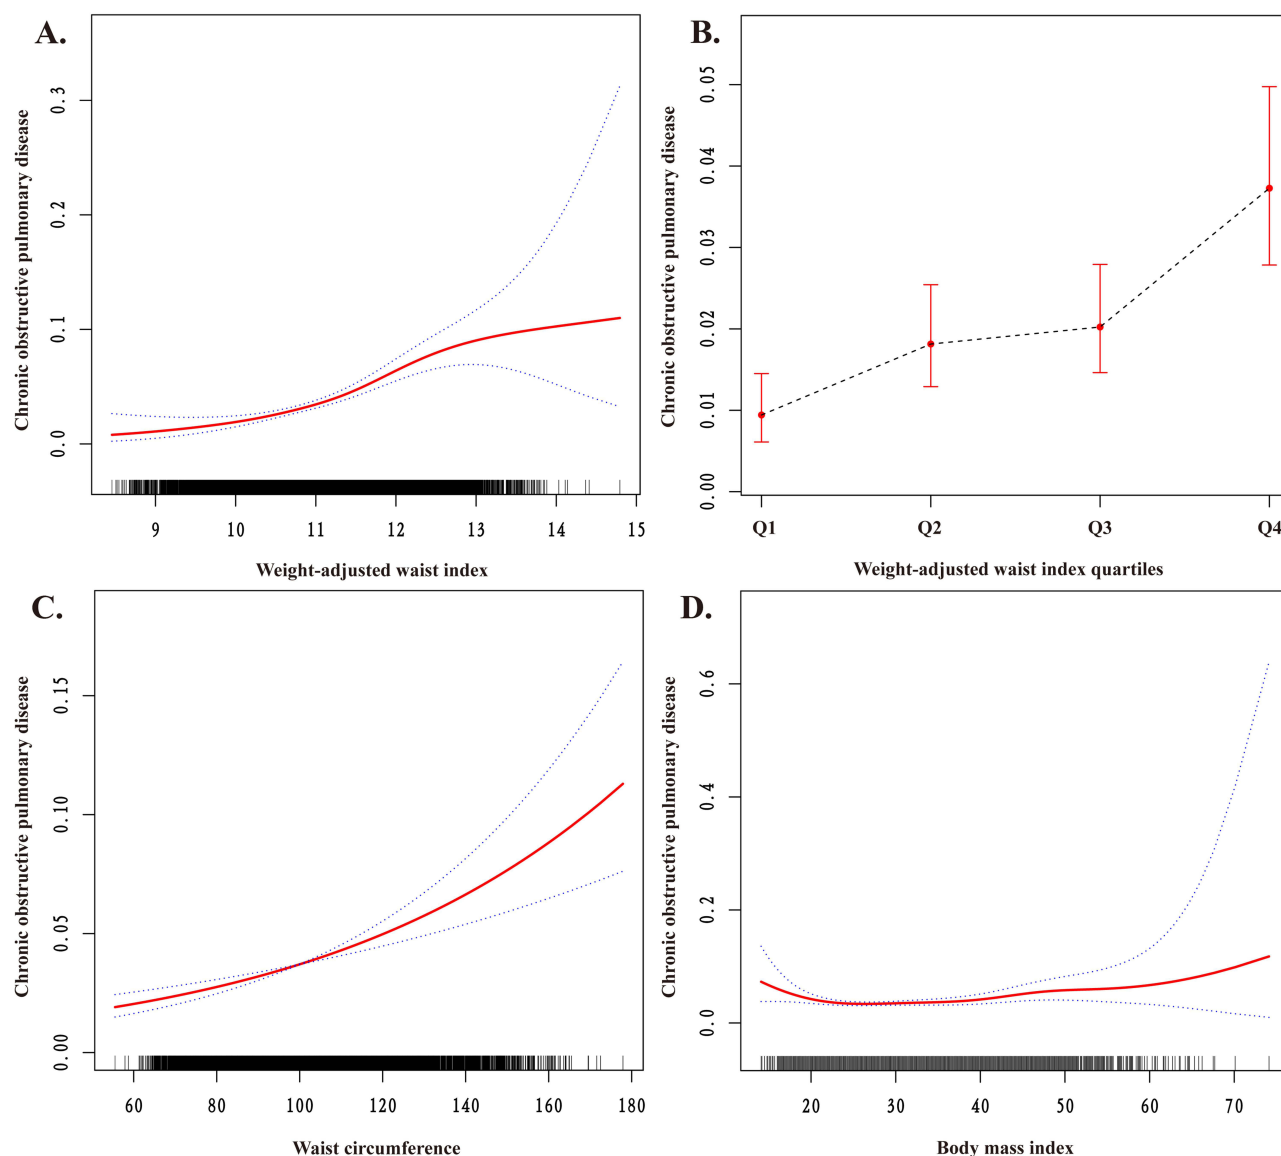 A.
Chronic obstructive pulmonary disease
0.3
0.2
0.1
0.0
9 10 11 12 13 14 15
Weight-adjusted waist index
B.
Chronic obstructive pulmonary disease
0.05
0.04
0.03
0.02
0.01
0.00
Q1 Q2 Q3 Q4
Weight-adjusted waist index quartiles
C.
Chronic obstructive pulmonary disease
0.15
0.10
0.05
0.00
60 80 100 120 140 160 180
Waist circumference
D.
Chronic obstructive pulmonary disease
0.6
0.4
0.2
0.0
20 30 40 50 60 70
Body mass index